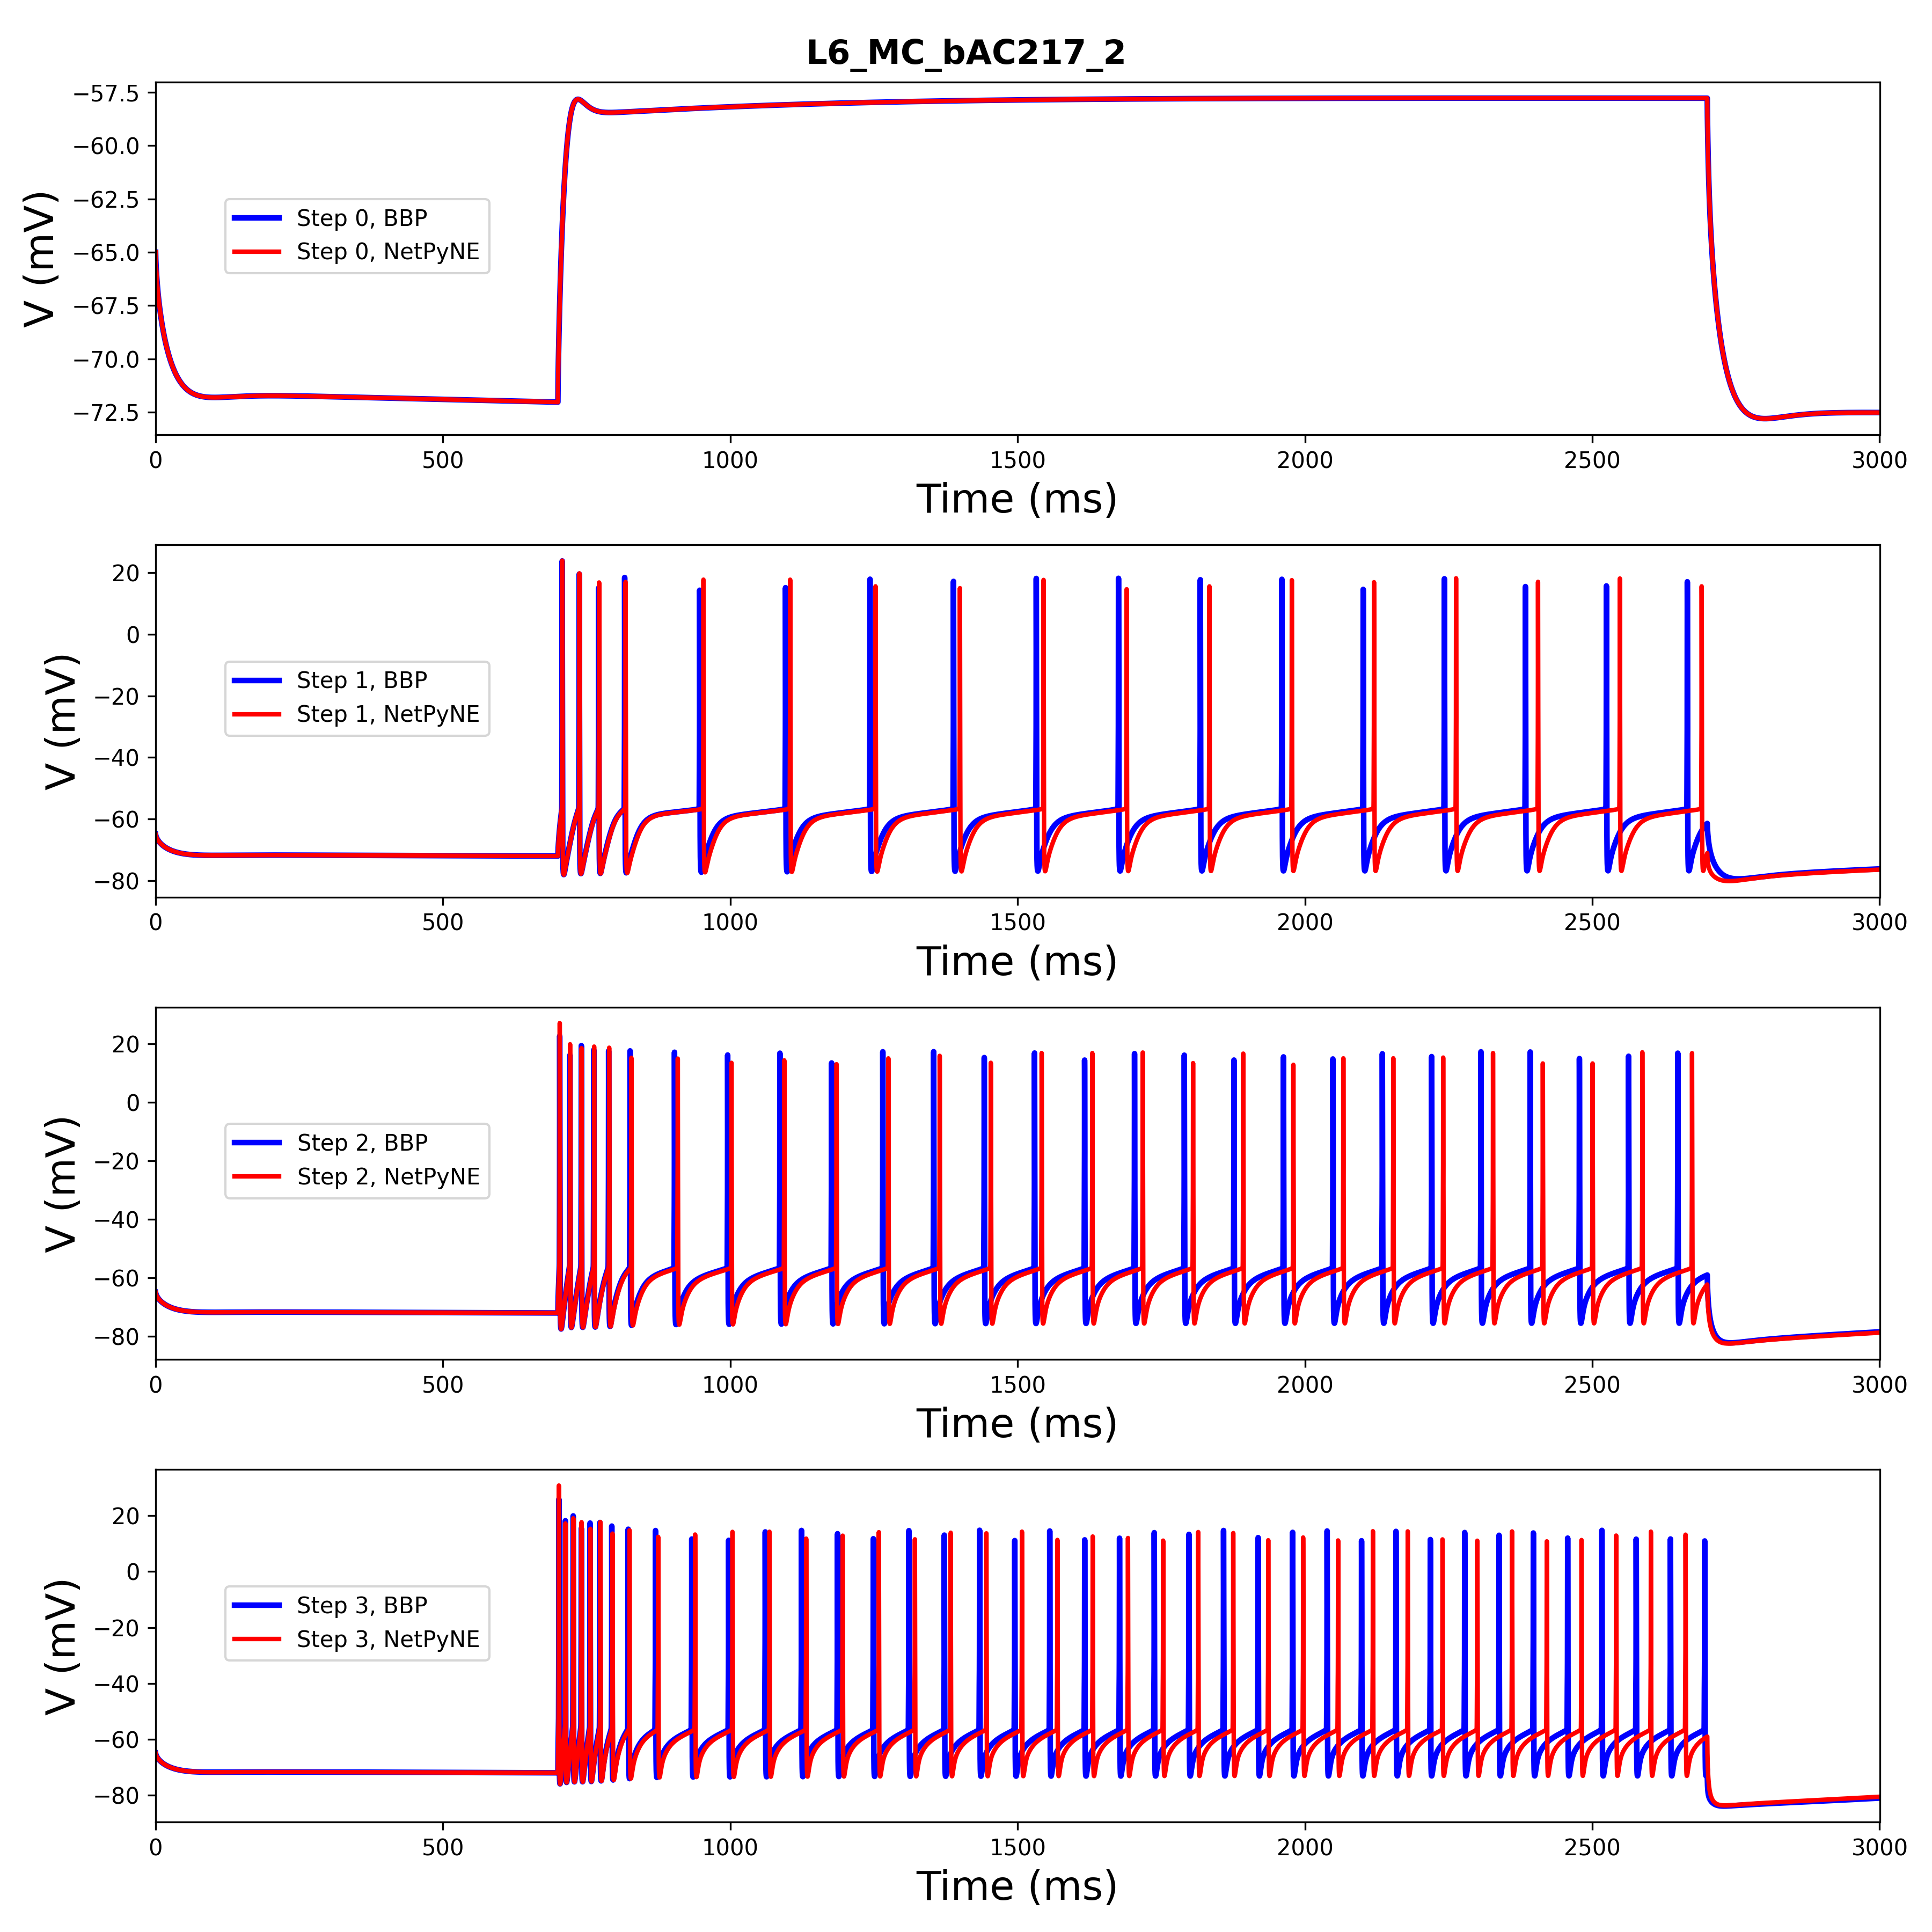 L6_MC_bAC217_2
−57.5
−60.0
−62.5
−65.0
−67.5
−70.0
−72.5
V (mV)
Step 0, BBP
Step 0, NetPyNE
0 500 1000 1500 2000 2500 3000
Time (ms)
20
0
−20
−40
−60
−80
V (mV)
Step 1, BBP
Step 1, NetPyNE
0 500 1000 1500 2000 2500 3000
Time (ms)
20
0
−20
−40
−60
−80
V (mV)
Step 2, BBP
Step 2, NetPyNE
0 500 1000 1500 2000 2500 3000
Time (ms)
20
0
−20
−40
−60
−80
V (mV)
Step 3, BBP
Step 3, NetPyNE
0 500 1000 1500 2000 2500 3000
Time (ms)